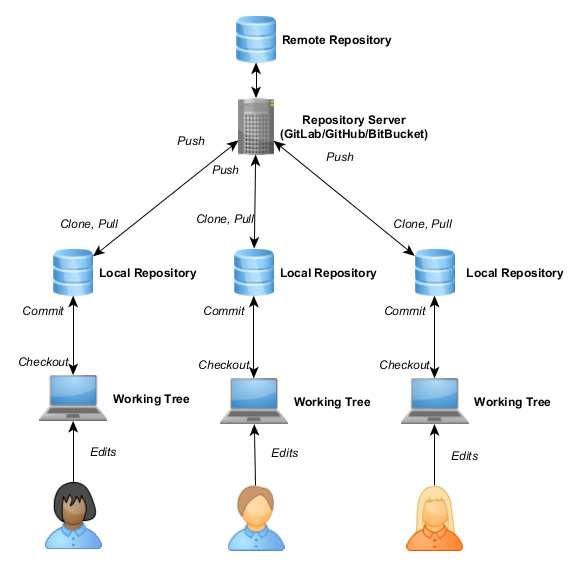 Remote Repository
Repository Server
(GitLab/GitHub/BitBucket)
Push
Push
Push
Clone, Pull
Clone, Pull
Clone, Pull
Local Repository
Local Repository
Local Repository
Commit
Commit
Commit
Checkout
Checkout
Checkout
Working Tree
Working Tree
Working Tree
Edits
Edits
Edits